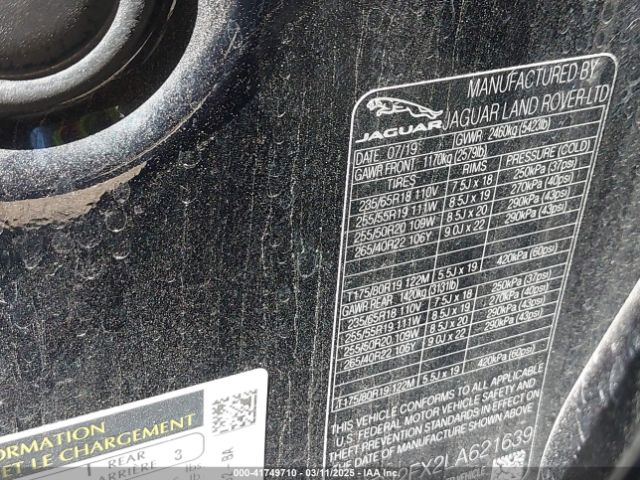 MANUFACTURED BY
JAGUAR LAND ROVER LTD
JAGUAR
DATE 07/19 GVWR 2460kg (5423lb)
GAWR FRONT 1170kg (2579lb)
TIRES RIMS PRESSURE (COLD)
235/65R18 110V 7.5J x 18 250kPa (37psi)
255/55R19 111W 8.5J x 19 270kPa (40psi)
255/50R20 109W 8.5J x 20 290kPa (43psi)
265/40R22 106Y 9.0J x 22 290kPa (43psi)
T175/80R19 122M 5.5J x 19 420kPa (60psi)
GAWR REAR 1420kg (3131lb)
235/65R18 110V 7.5J x 18 250kPa (37psi)
255/55R19 111W 8.5J x 19 270kPa (40psi)
255/50R20 109W 8.5J x 20 290kPa (43psi)
265/40R22 106Y 9.0J x 22 290kPa (43psi)
T175/80R19 122M 5.5J x 19 420kPa (60psi)
THIS VEHICLE CONFORMS TO ALL APPLICABLE
U.S. FEDERAL MOTOR VEHICLE SAFETY AND
THEFT PREVENTION STANDARDS IN EFFECT ON
THE DATE OF MANUFACTURE SHOWN ABOVE
FX2LA621639
VEHICLE
ORMATION
ET LE CHARGEMENT
REAR 3
ARRIÈRE
lbs
©IAA 000-41749710 | 03/11/2025 - IAAI.COM